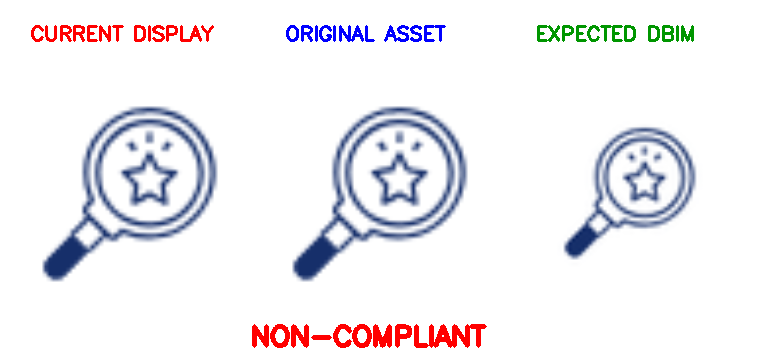 CURRENT DISPLAY
ORIGINAL ASSET
EXPECTED DBIM
NON-COMPLIANT